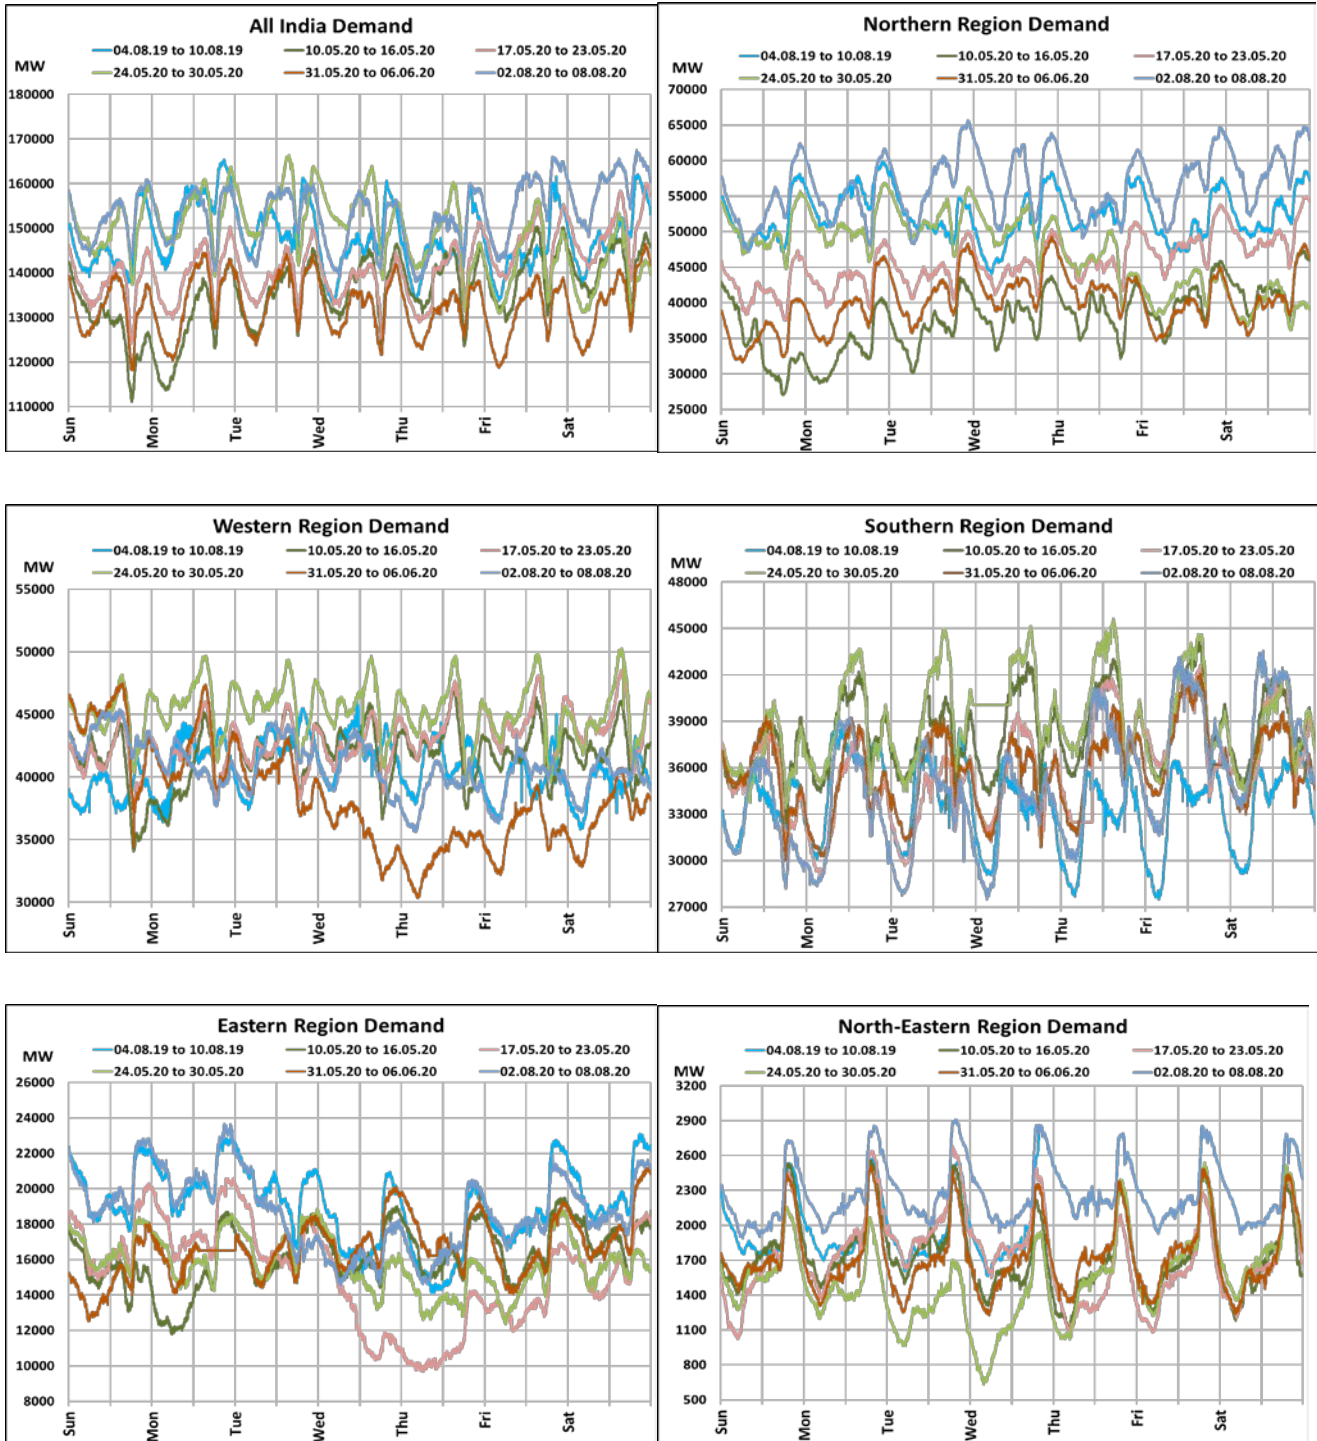 All India Demand
04.08.19 to 10.08.19 10.05.20 to 16.05.20 17.05.20 to 23.05.20
MW
24.05.20 to 30.05.20 31.05.20 to 06.06.20 02.08.20 to 08.08.20
180000
170000
160000
150000
140000
130000
120000
110000
Sun Mon Tue Wed Thu Fri Sat
Northern Region Demand
04.08.19 to 10.08.19 10.05.20 to 16.05.20 17.05.20 to 23.05.20
MW
24.05.20 to 30.05.20 31.05.20 to 06.06.20 02.08.20 to 08.08.20
70000
65000
60000
55000
50000
45000
40000
35000
30000
25000
Sun Mon Tue Wed Thu Fri Sat
Western Region Demand
04.08.19 to 10.08.19 10.05.20 to 16.05.20 17.05.20 to 23.05.20
MW
24.05.20 to 30.05.20 31.05.20 to 06.06.20 02.08.20 to 08.08.20
55000
50000
45000
40000
35000
30000
Sun Mon Tue Wed Thu Fri Sat
Southern Region Demand
04.08.19 to 10.08.19 10.05.20 to 16.05.20 17.05.20 to 23.05.20
MW
24.05.20 to 30.05.20 31.05.20 to 06.06.20 02.08.20 to 08.08.20
48000
45000
42000
39000
36000
33000
30000
27000
Sun Mon Tue Wed Thu Fri Sat
Eastern Region Demand
04.08.19 to 10.08.19 10.05.20 to 16.05.20 17.05.20 to 23.05.20
MW
24.05.20 to 30.05.20 31.05.20 to 06.06.20 02.08.20 to 08.08.20
26000
24000
22000
20000
18000
16000
14000
12000
10000
8000
Sun Mon Tue Wed Thu Fri Sat
North-Eastern Region Demand
04.08.19 to 10.08.19 10.05.20 to 16.05.20 17.05.20 to 23.05.20
MW
24.05.20 to 30.05.20 31.05.20 to 06.06.20 02.08.20 to 08.08.20
3200
2900
2600
2300
2000
1700
1400
1100
800
500
Sun Mon Tue Wed Thu Fri Sat